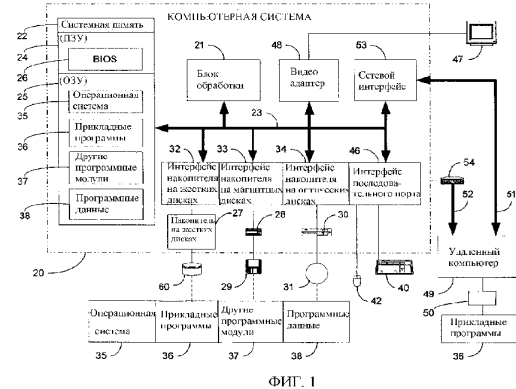 КОМПЬЮТЕРНАЯ СИСТЕМА
22
Системная память
(ПЗУ)
24
BIOS
26
(ОЗУ)
25
Операционная
система
35
Прикладные
программы
36
Другие
программные
модули
37
Программные
данные
38
21
Блок
обработки
48
Видео
адаптер
53
Сетевой
интерфейс
47
23
32
33
34
46
Интерфейс
накопителя
на жестких
дисках
Интерфейс
накопителя
на магнитных
дисках
Интерфейс
накопителя
на оптических
дисках
Интерфейс
последова-
тельного порта
54
52
51
Накопитель
на жестких
дисках
27
28
30
20
60
29
31
42
40
Удаленный
компьютер
49
50
Операционная
система
Прикладные
программы
Другие
программные
модули
Программные
данные
Прикладные
программы
35
36
37
38
36
ФИГ. 1